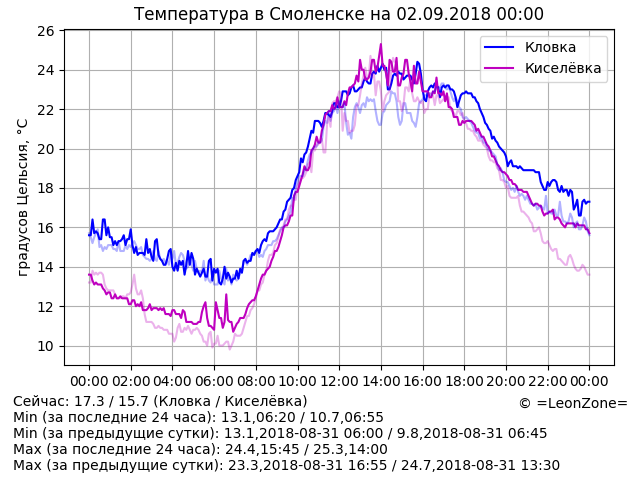 Температура в Смоленске на 02.09.2018 00:00
26
24
22
20
18
16
14
12
10
градусов Цельсия, °C
Кловка
Киселёвка
00:00 02:00 04:00 06:00 08:00 10:00 12:00 14:00 16:00 18:00 20:00 22:00 00:00
Сейчас: 17.3 / 15.7 (Кловка / Киселёвка)
© =LeonZone=
Min (за последние 24 часа): 13.1,06:20 / 10.7,06:55
Min (за предыдущие сутки): 13.1,2018-08-31 06:00 / 9.8,2018-08-31 06:45
Max (за последние 24 часа): 24.4,15:45 / 25.3,14:00
Max (за предыдущие сутки): 23.3,2018-08-31 16:55 / 24.7,2018-08-31 13:30